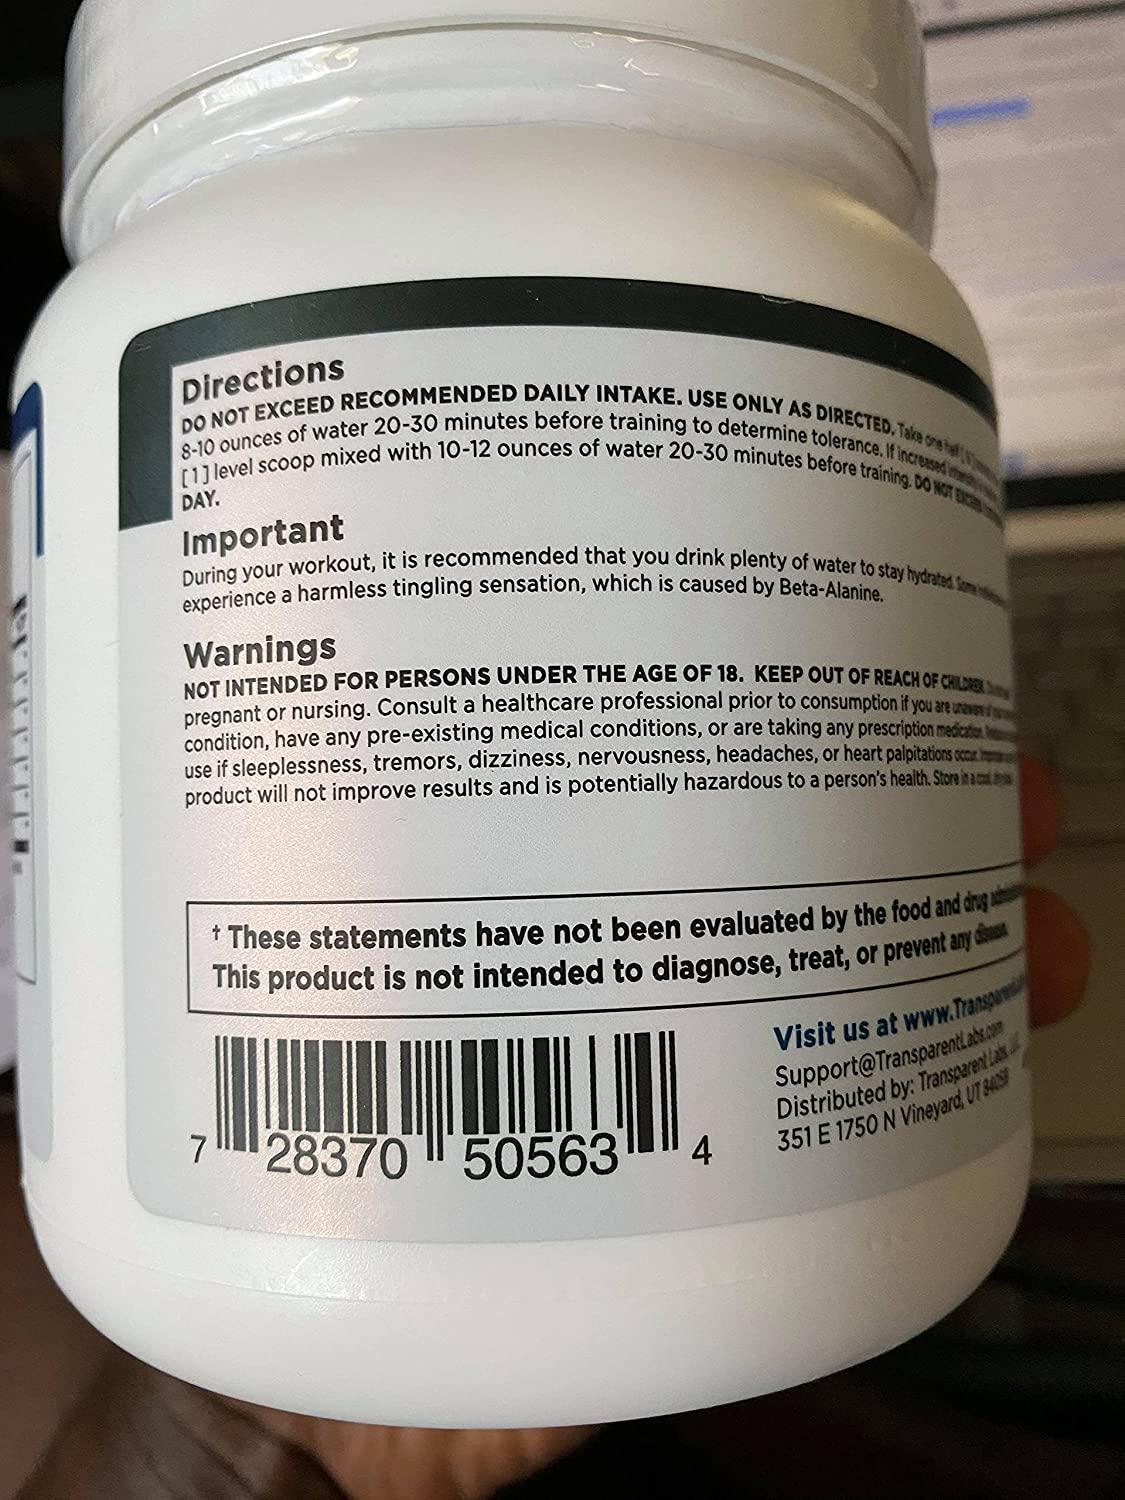 Directions
DO NOT EXCEED RECOMMENDED DAILY INTAKE. USE ONLY AS DIRECTED. Take one half
8-10 ounces of water 20-30 minutes before training to determine tolerance. If increased
[1] level scoop mixed with 10-12 ounces of water 20-30 minutes before training. DO NOT EXCEED
DAY.
Important
During your workout, it is recommended that you drink plenty of water to stay hydrated. Some
experience a harmless tingling sensation, which is caused by Beta-Alanine.
Warnings
NOT INTENDED FOR PERSONS UNDER THE AGE OF 18. KEEP OUT OF REACH OF CHILDREN.
pregnant or nursing. Consult a healthcare professional prior to consumption if you are unaware of
condition, have any pre-existing medical conditions, or are taking any prescription medication.
use if sleeplessness, tremors, dizziness, nervousness, headaches, or heart palpitations occur.
product will not improve results and is potentially hazardous to a person's health. Store in a cool,
† These statements have not been evaluated by the food and drug
This product is not intended to diagnose, treat, or prevent any disease.
Visit us at www.Transparent
Support@TransparentLabs.com
Distributed by: Transparent Labs,
351 E 1750 N Vineyard, UT 84059
7 28370 50563 4